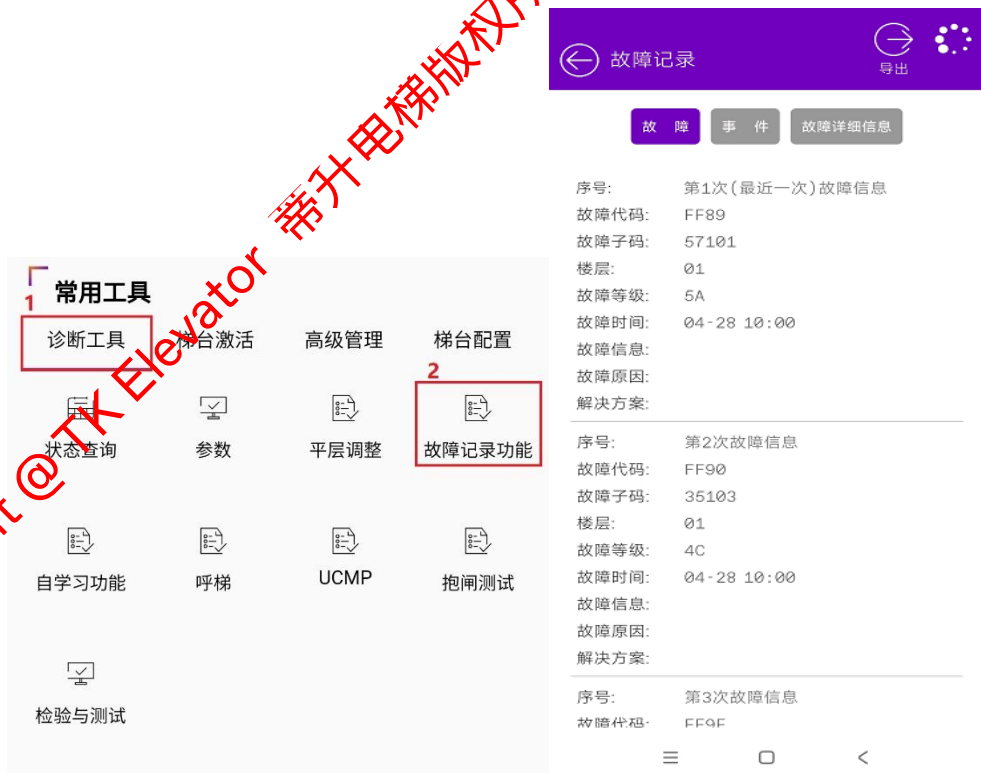 t @ TK Elevator 蒂升电梯版权所
1
常用工具
诊断工具 梯台激活 高级管理 梯台配置
2
状态查询 参数 平层调整 故障记录功能
自学习功能 呼梯 UCMP 抱闸测试
检验与测试
故障记录
导出
故 障 事 件 故障详细信息
序号: 第1次(最近一次)故障信息
故障代码: FF89
故障子码: 57101
楼层: 01
故障等级: 5A
故障时间: 04-28 10:00
故障信息:
故障原因:
解决方案:
序号: 第2次故障信息
故障代码: FF90
故障子码: 35103
楼层: 01
故障等级: 4C
故障时间: 04-28 10:00
故障信息:
故障原因:
解决方案:
序号: 第3次故障信息
故障代码: FF9F